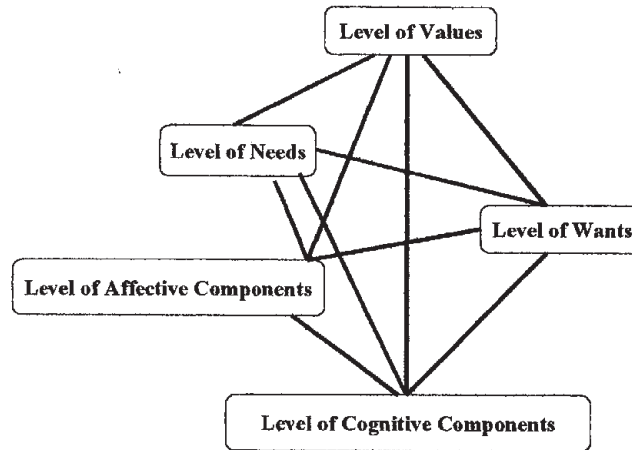 Level of Values
Level of Needs
Level of Wants
Level of Affective Components
Level of Cognitive Components